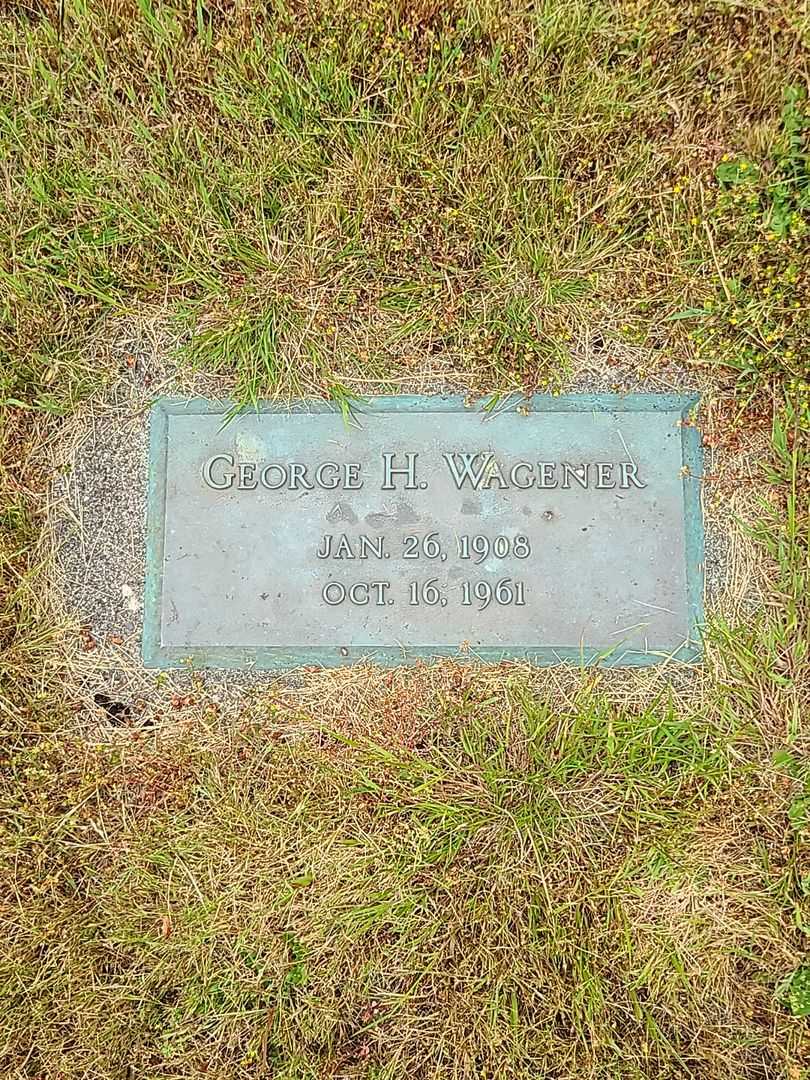 George H. Wagener
JAN. 26, 1908
OCT. 16, 1961